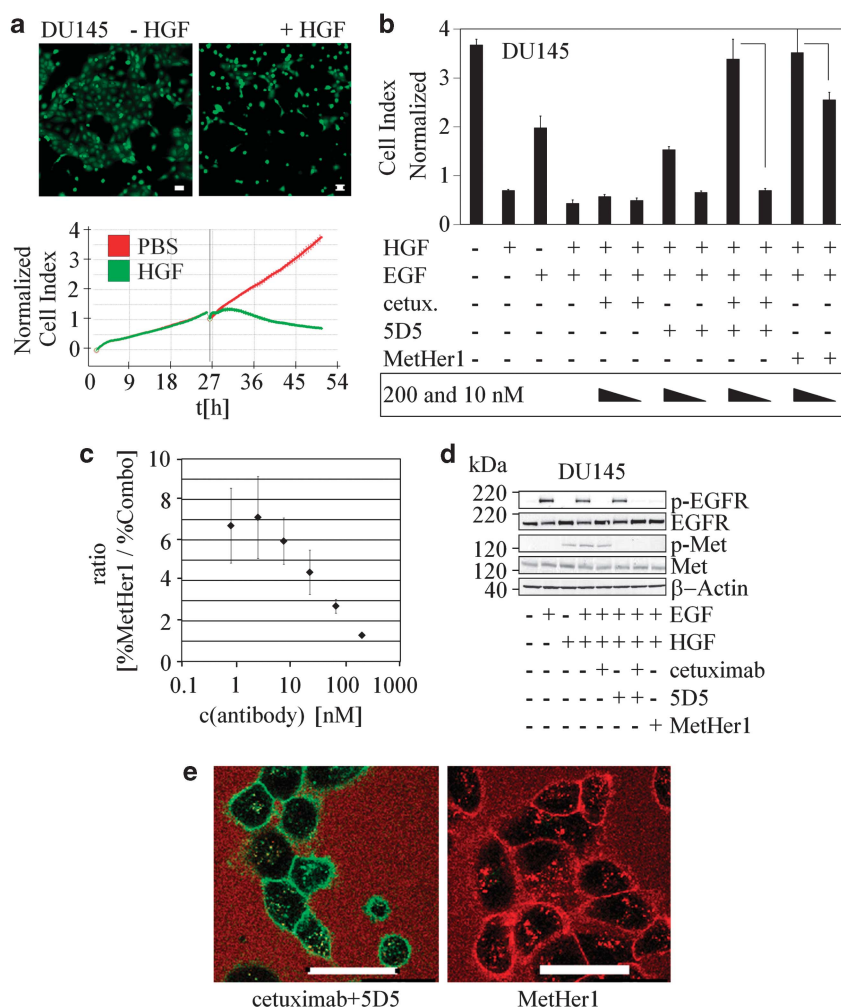 a
DU145 - HGF + HGF
Normalized
Cell Index
4
3
2
1
0
PBS
HGF
0 9 18 27 36 45 54
t[h]
b
DU145
Cell Index
Normalized
4
3
2
1
0
HGF - + - + + + + + + + + +
EGF - - + + + + + + + + + +
cetux. - - - - + + - - + + - -
5D5 - - - - - - + + + + - -
MetHer1 - - - - - - - - - - + +
200 and 10 nM
c
ratio
[%MetHer1 / %Combo]
10
8
6
4
2
0
0.1 1 10 100 1000
c(antibody) [nM]
d
kDa DU145
220 p-EGFR
220 EGFR
120 p-Met
120 Met
40 β–Actin
- + - + + + + + EGF
- - + + + + + + HGF
- - - - + - + - cetuximab
- - - - - + + - 5D5
- - - - - - - + MetHer1
e
cetuximab+5D5 MetHer1